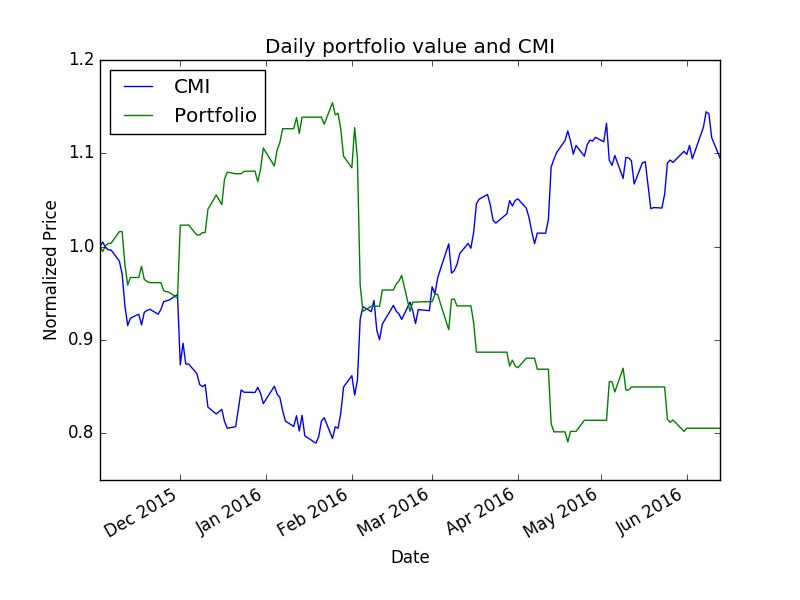 Daily portfolio value and CMI
1.2
1.1
1.0
0.9
0.8
CMI
Portfolio
Normalized Price
Dec 2015
Jan 2016
Feb 2016
Mar 2016
Apr 2016
May 2016
Jun 2016
Date